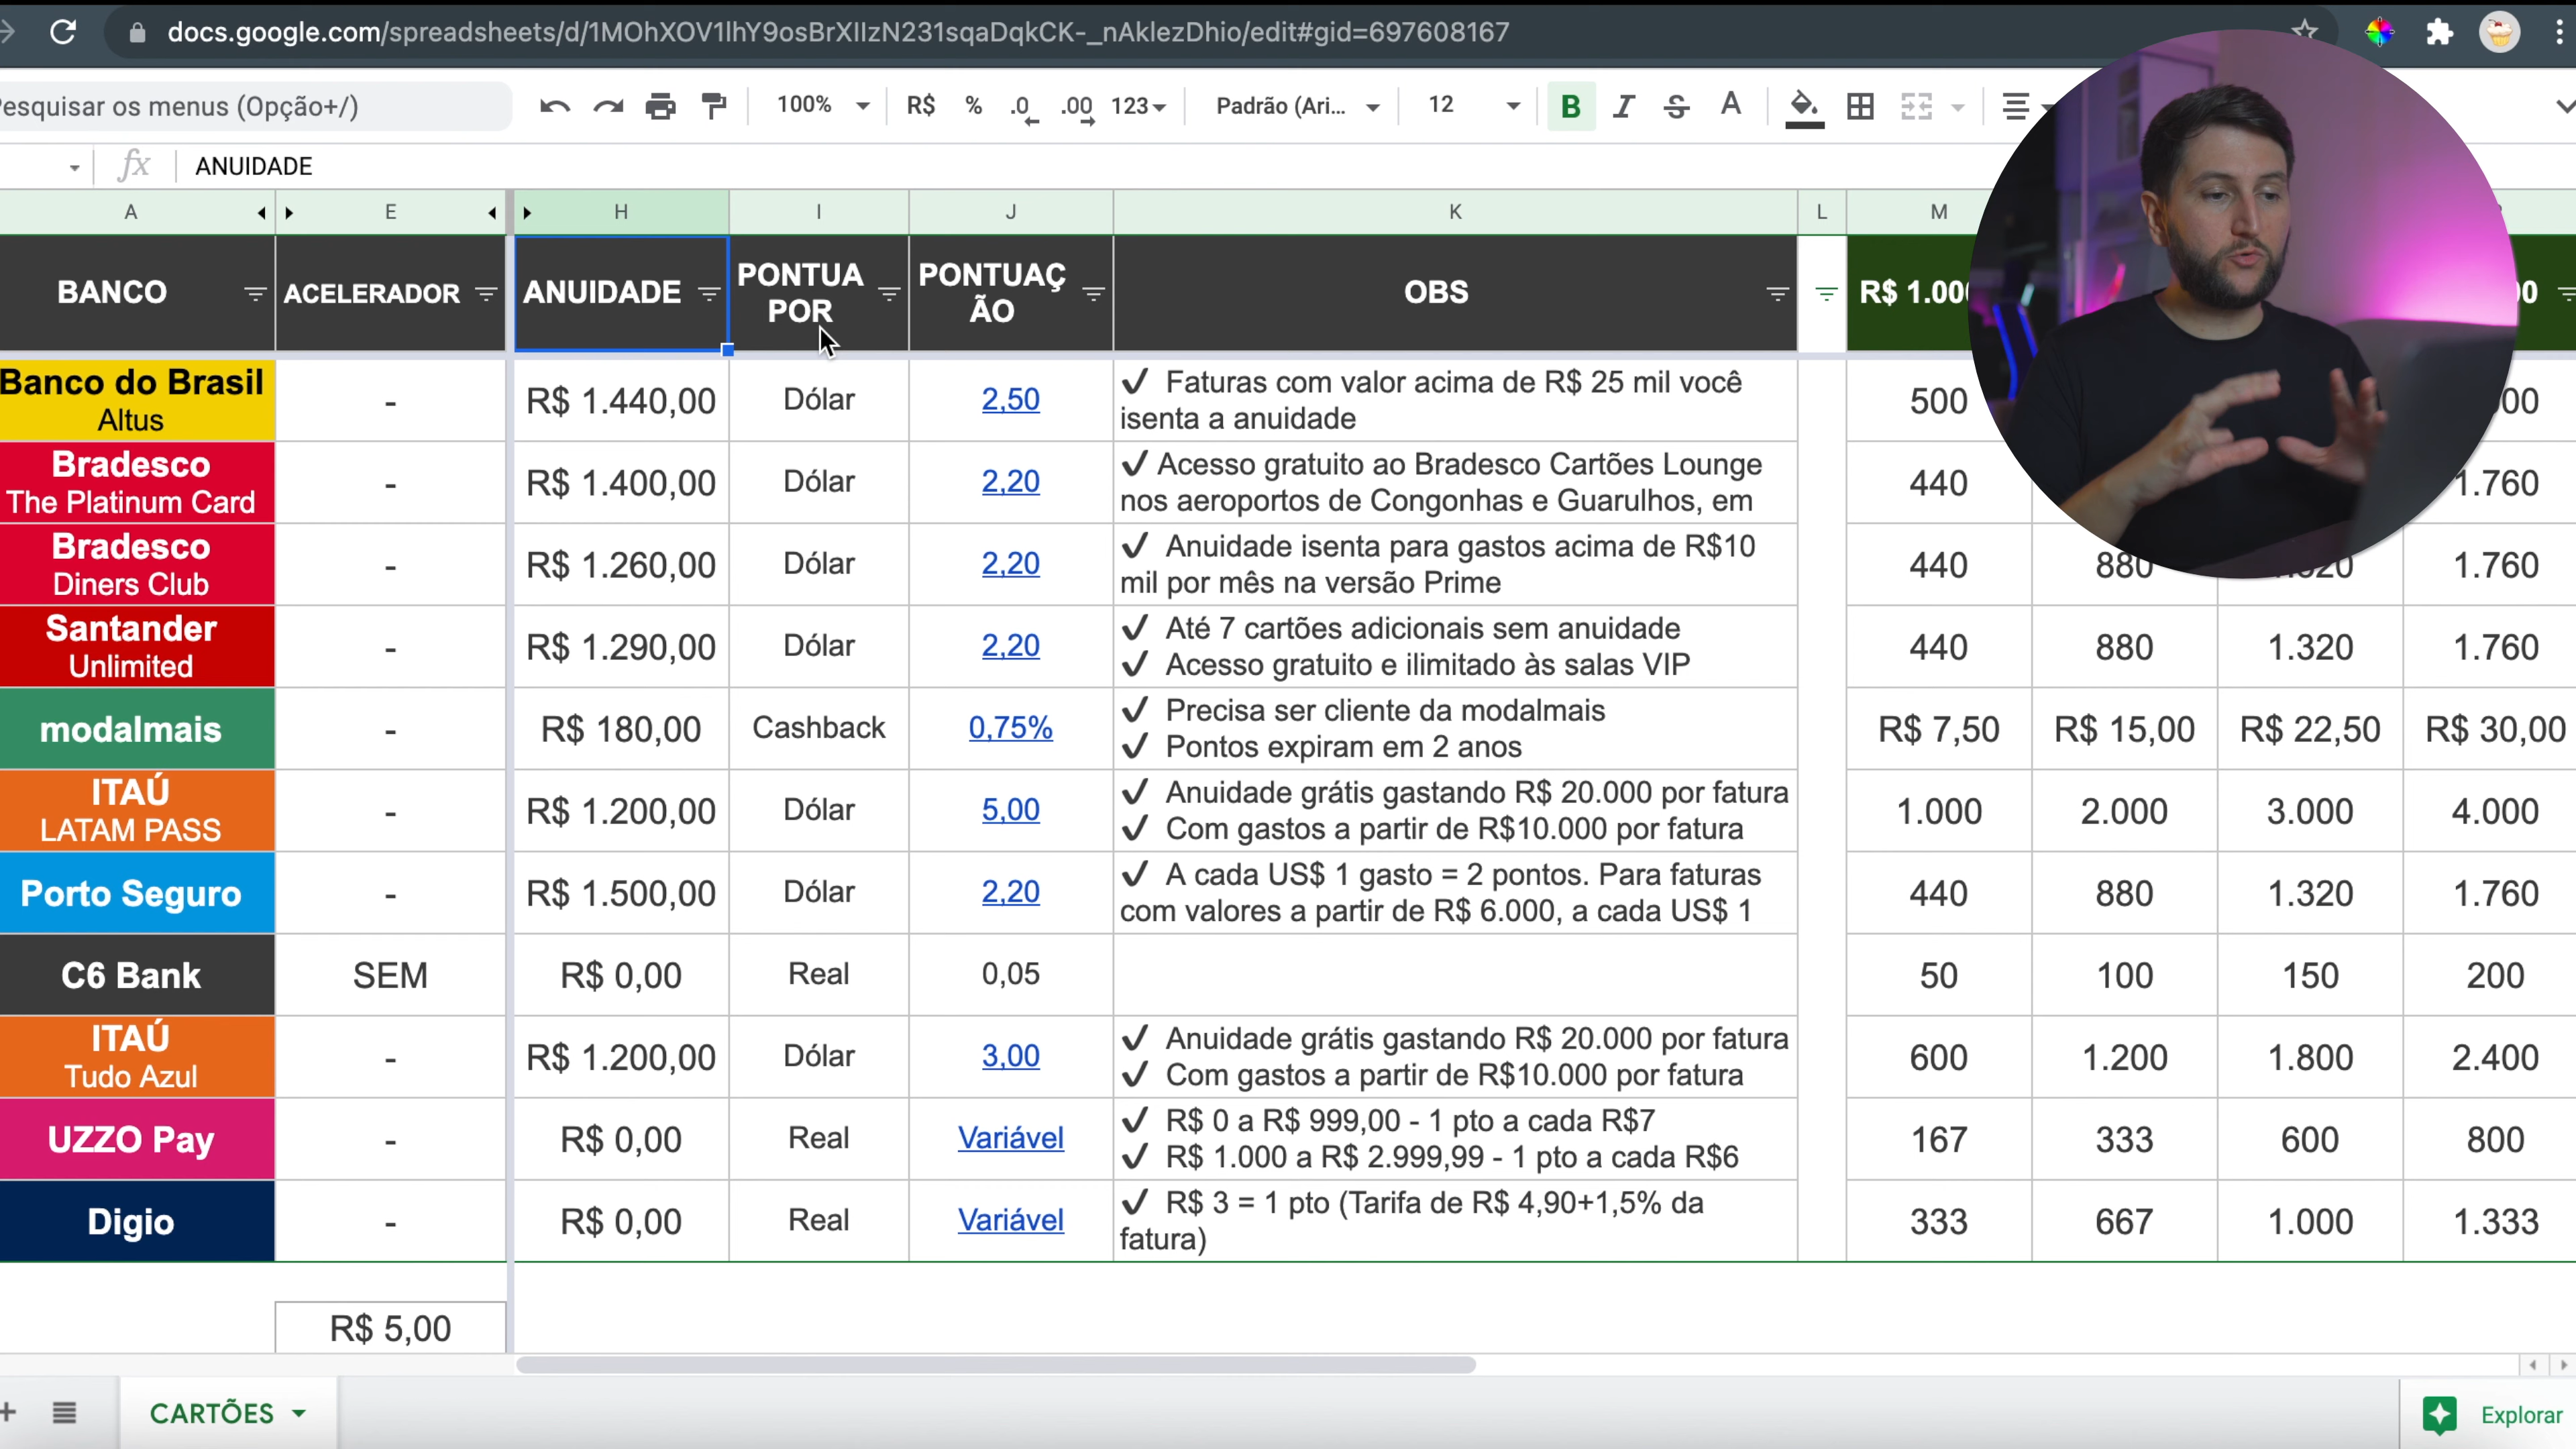 docs.google.com/spreadsheets/d/1MOhXOV1lhY9osBrXIIzN231sqaDqkCK-_nAklezDhio/edit#gid=697608167
esquisar os menus (Opção+/)
100% R$ % .0 .00 123 Padrão (Ari... 12 B I S A
fx ANUIDADE
A E H I J K L M
BANCO ACELERADOR ANUIDADE PONTUA POR PONTUAÇÃO OBS R$ 1.00
Banco do Brasil
Altus
- R$ 1.440,00 Dólar 2,50
✔ Faturas com valor acima de R$ 25 mil você
isenta a anuidade
500
Bradesco
The Platinum Card
- R$ 1.400,00 Dólar 2,20
✔ Acesso gratuito ao Bradesco Cartões Lounge
nos aeroportos de Congonhas e Guarulhos, em
440 1.760
Bradesco
Diners Club
- R$ 1.260,00 Dólar 2,20
✔ Anuidade isenta para gastos acima de R$10
mil por mês na versão Prime
440 880 1.760
Santander
Unlimited
- R$ 1.290,00 Dólar 2,20
✔ Até 7 cartões adicionais sem anuidade
✔ Acesso gratuito e ilimitado às salas VIP
440 880 1.320 1.760
modalmais
- R$ 180,00 Cashback 0,75%
✔ Precisa ser cliente da modalmais
✔ Pontos expiram em 2 anos
R$ 7,50 R$ 15,00 R$ 22,50 R$ 30,00
ITAÚ
LATAM PASS
- R$ 1.200,00 Dólar 5,00
✔ Anuidade grátis gastando R$ 20.000 por fatura
✔ Com gastos a partir de R$10.000 por fatura
1.000 2.000 3.000 4.000
Porto Seguro
- R$ 1.500,00 Dólar 2,20
✔ A cada US$ 1 gasto = 2 pontos. Para faturas
com valores a partir de R$ 6.000, a cada US$ 1
440 880 1.320 1.760
C6 Bank
SEM R$ 0,00 Real 0,05
50 100 150 200
ITAÚ
Tudo Azul
- R$ 1.200,00 Dólar 3,00
✔ Anuidade grátis gastando R$ 20.000 por fatura
✔ Com gastos a partir de R$10.000 por fatura
600 1.200 1.800 2.400
UZZO Pay
- R$ 0,00 Real Variável
✔ R$ 0 a R$ 999,00 - 1 pto a cada R$7
✔ R$ 1.000 a R$ 2.999,99 - 1 pto a cada R$6
167 333 600 800
Digio
- R$ 0,00 Real Variável
✔ R$ 3 = 1 pto (Tarifa de R$ 4,90+1,5% da
fatura)
333 667 1.000 1.333
R$ 5,00
CARTÕES
Explorar